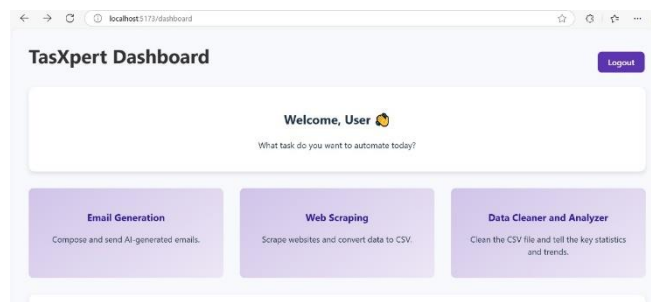 localhost:5173/dashboard
TasXpert Dashboard
Logout
Welcome, User 👏
What task do you want to automate today?
Email Generation
Compose and send AI-generated emails.
Web Scraping
Scrape websites and convert data to CSV.
Data Cleaner and Analyzer
Clean the CSV file and tell the key statistics
and trends.